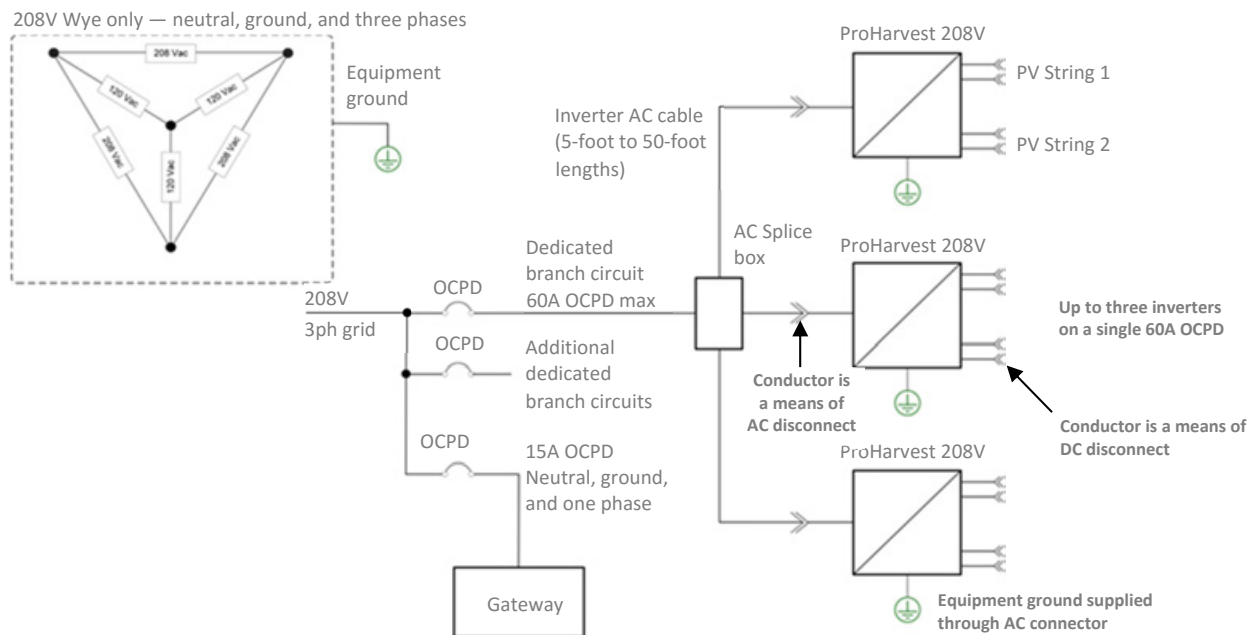 208V Wye only — neutral, ground, and three phases
208 Vac
120 Vac
120 Vac
208 Vac
120 Vac
208 Vac
Equipment
ground
ProHarvest 208V
PV String 1
PV String 2
Inverter AC cable
(5-foot to 50-foot
lengths)
AC Splice
box
ProHarvest 208V
208V
3ph grid
OCPD
Dedicated
branch circuit
60A OCPD max
OCPD
Additional
dedicated
branch circuits
Up to three inverters
on a single 60A OCPD
Conductor is
a means of
AC disconnect
Conductor is a means of
DC disconnect
OCPD
15A OCPD
Neutral, ground,
and one phase
Gateway
ProHarvest 208V
Equipment ground supplied
through AC connector